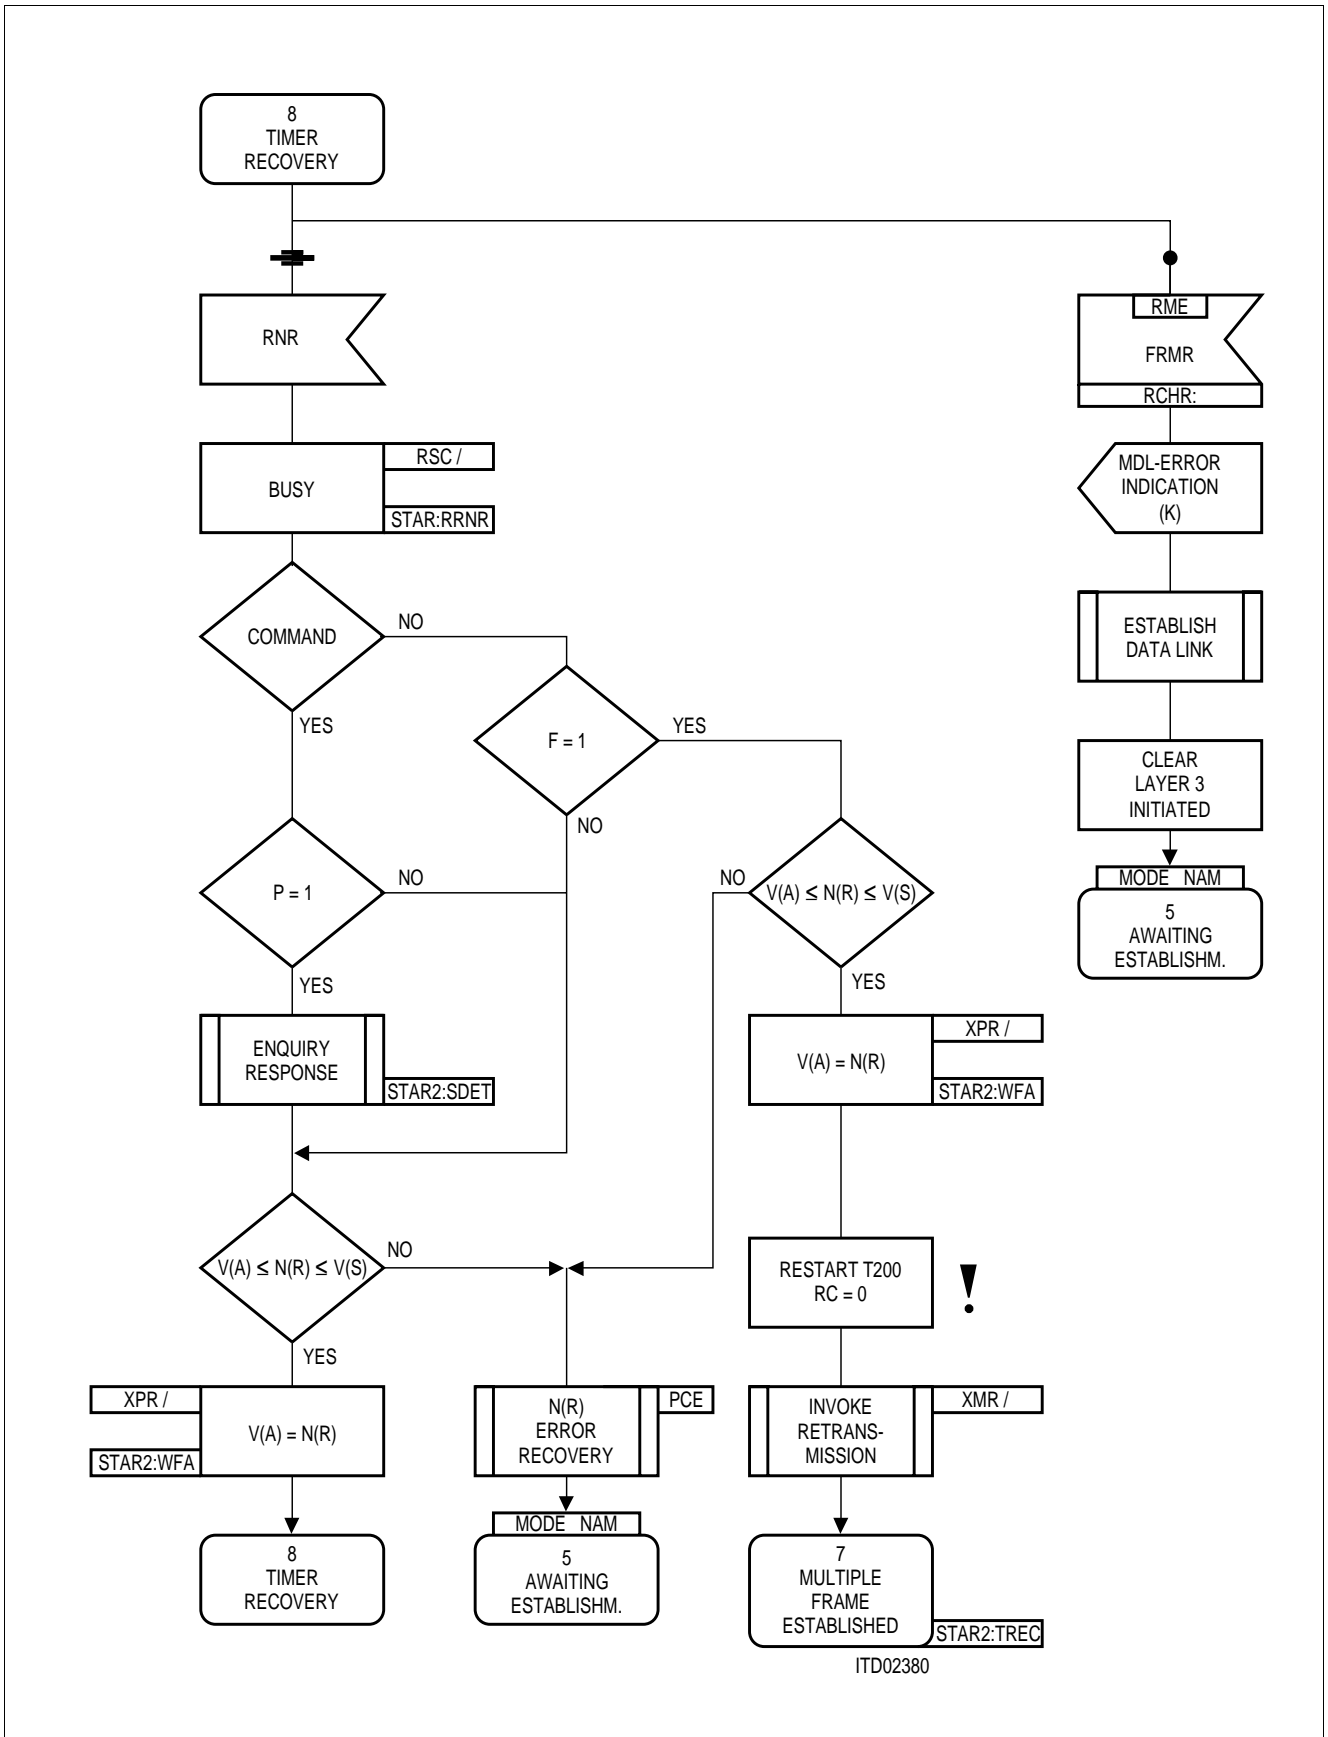 8
TIMER
RECOVERY
RNR
RME
FRMR
RCHR:
BUSY
RSC /
STAR:RRNR
MDL-ERROR
INDICATION
(K)
COMMAND
NO
YES
ESTABLISH
DATA LINK
F = 1
YES
NO
CLEAR
LAYER 3
INITIATED
P = 1
NO
YES
NO
V(A) ≤ N(R) ≤ V(S)
YES
MODE NAM
5
AWAITING
ESTABLISHM.
ENQUIRY
RESPONSE
STAR2:SDET
V(A) = N(R)
XPR /
STAR2:WFA
V(A) ≤ N(R) ≤ V(S)
NO
YES
RESTART T200
RC = 0
!
XPR /
STAR2:WFA
V(A) = N(R)
N(R)
ERROR
RECOVERY
PCE
INVOKE
RETRANS-
MISSION
XMR /
8
TIMER
RECOVERY
MODE NAM
5
AWAITING
ESTABLISHM.
7
MULTIPLE
FRAME
ESTABLISHED
STAR2:TREC
ITD02380